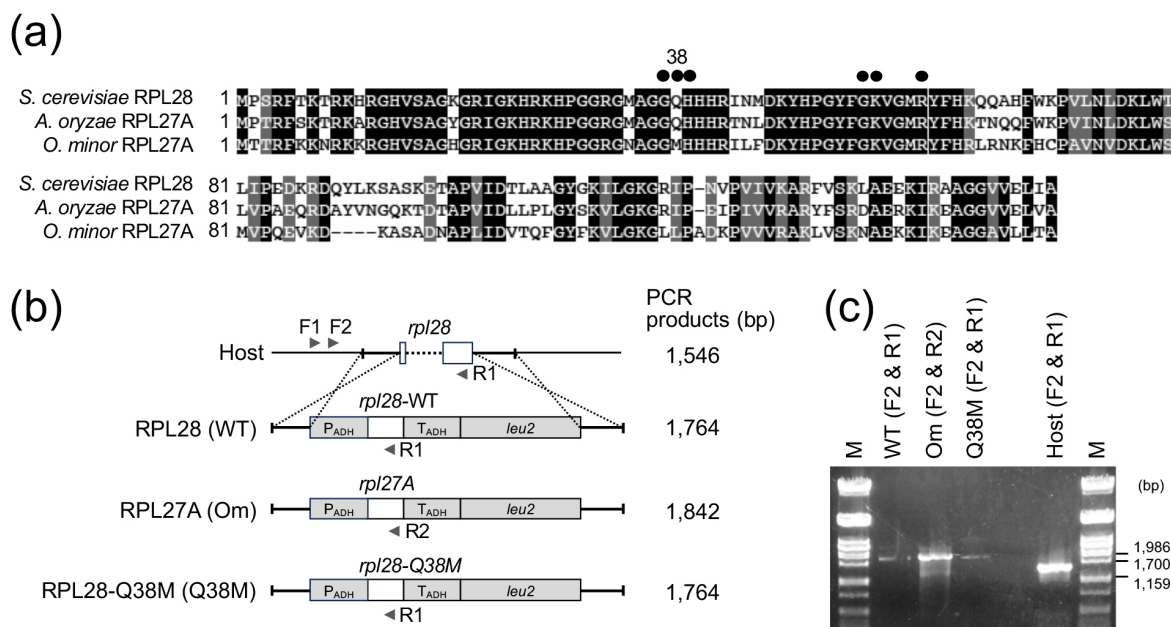 (a)
38
S. cerevisiae RPL28 1 MPSRFTKTRKHRGHVSAGKGRIGKHRKHPGGRGMAGGQHHHRINMDKYHPGYFGKVGMRYFHKQQAHFWKPVLNLDKLWT
A. oryzae RPL27A 1 MPTRFSKTRKARGHVSAGYGRIGKHRKHPGGRGMAGGQHHHRTNLDKYHPGYFGKVGMRYFHKTNQQFWKPVINLDKLWS
O. minor RPL27A 1 MTTRFKKNRKKRGHVSAGHGRIGKHRKHPGGRGNAGGMHHHRILFDKYHPGYFGKVGMRYFHKLRNKFHCPAVNVDKLWS
S. cerevisiae RPL28 81 LIPEDKRDQYLKSASKETAPVIDTLAAGYGKILGKGRIP-NVPVIVKARFVSKLAEEKIRAAGGVVELIA
A. oryzae RPL27A 81 LVPAEQRDAYVNGQKTDTAPVIDLLPLGYSKVLGKGRIP-EIPIVVRARYFSRDAERKIKEAGGVVELVA
O. minor RPL27A 81 MVPQEVKD----KASADNAPLIDVTQFGYFKVLGKGLLPADKPVVVRAKLVSKNAEKKIKEAGGAVLLTA
(b)
PCR products (bp)
F1 F2 rpl28
Host 1,546
R1
rpl28-WT
RPL28 (WT) PADH TADH leu2 1,764
R1
rpl27A
RPL27A (Om) PADH TADH leu2 1,842
R2
rpl28-Q38M
RPL28-Q38M (Q38M) PADH TADH leu2 1,764
R1
(c)
M
WT (F2 & R1)
Om (F2 & R2)
Q38M (F2 & R1)
Host (F2 & R1)
M
(bp)
1,986
1,700
1,159